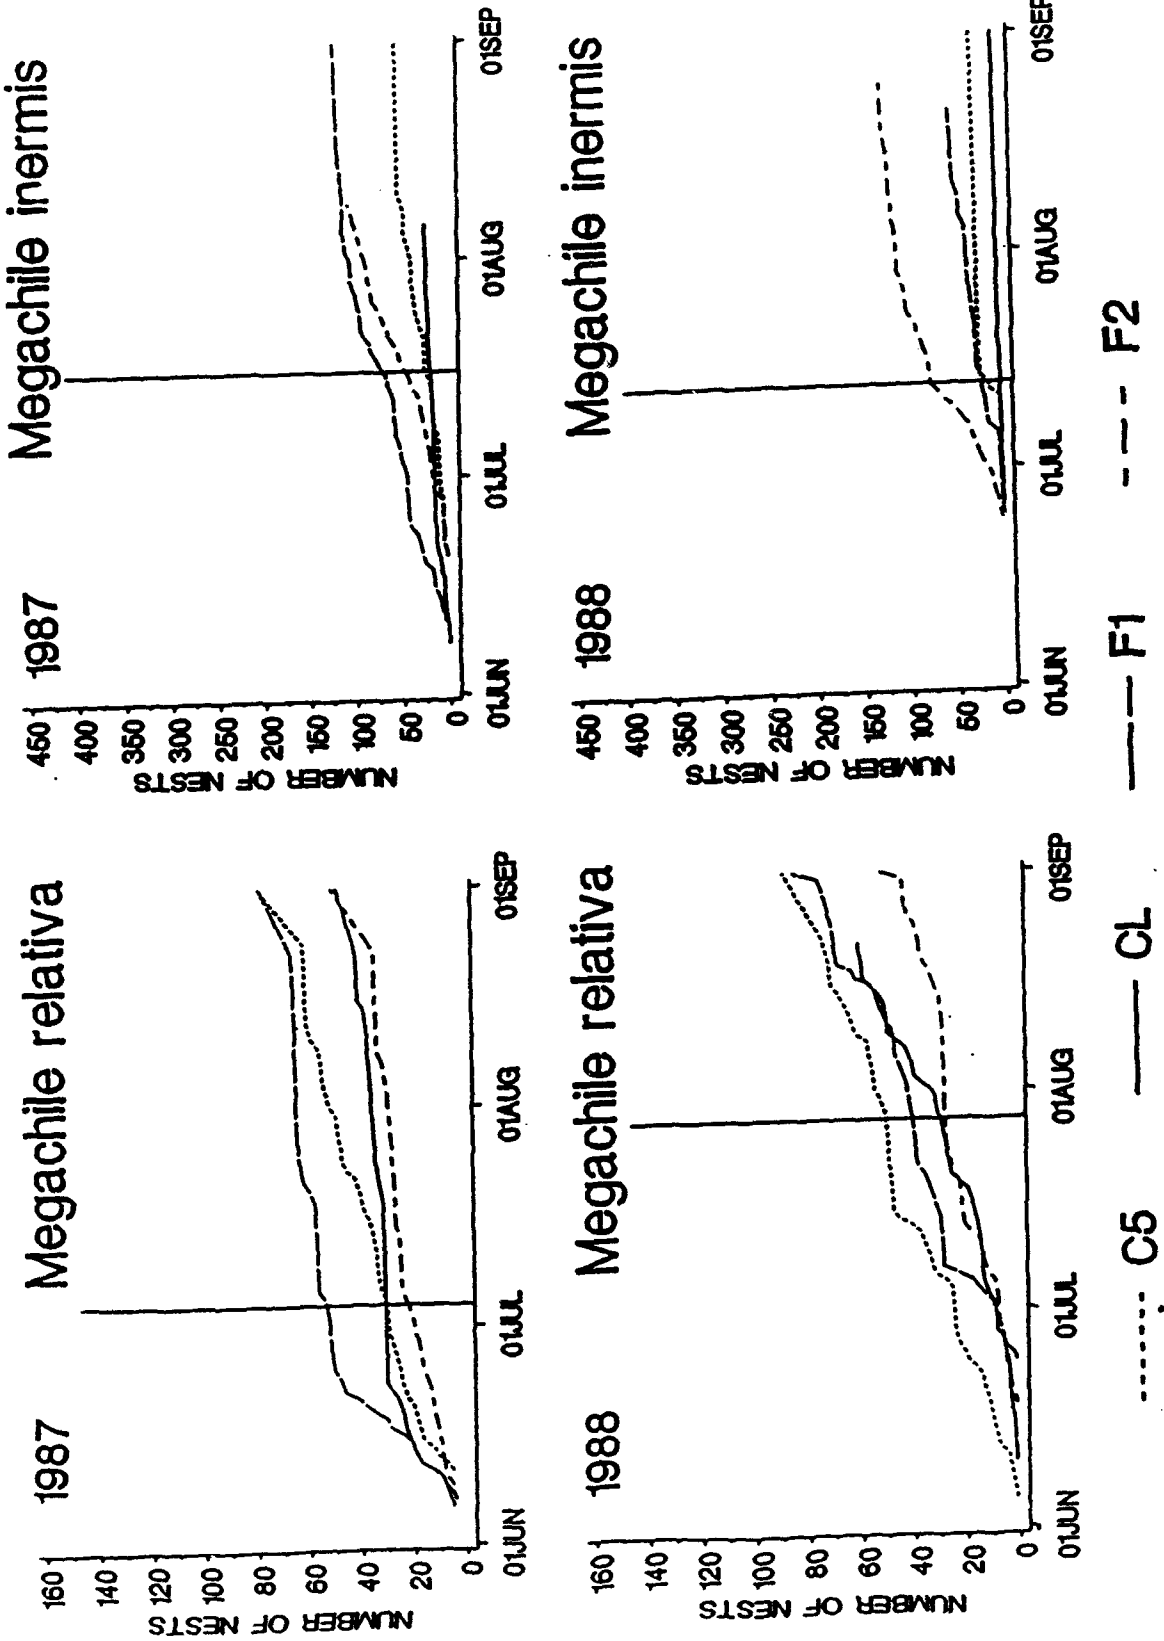 1987
Megachile relativa
NUMBER OF NESTS
160
140
120
100
80
60
40
20
0
01JUN
01JUL
01AUG
01SEP
1987
Megachile inermis
NUMBER OF NESTS
450
400
350
300
250
200
150
100
50
0
01JUN
01JUL
01AUG
01SEP
1988
Megachile relativa
NUMBER OF NESTS
160
140
120
100
80
60
40
20
0
01JUN
01JUL
01AUG
01SEP
1988
Megachile inermis
NUMBER OF NESTS
450
400
350
300
250
200
150
100
50
0
01JUN
01JUL
01AUG
01SEP
C5
CL
F1
F2